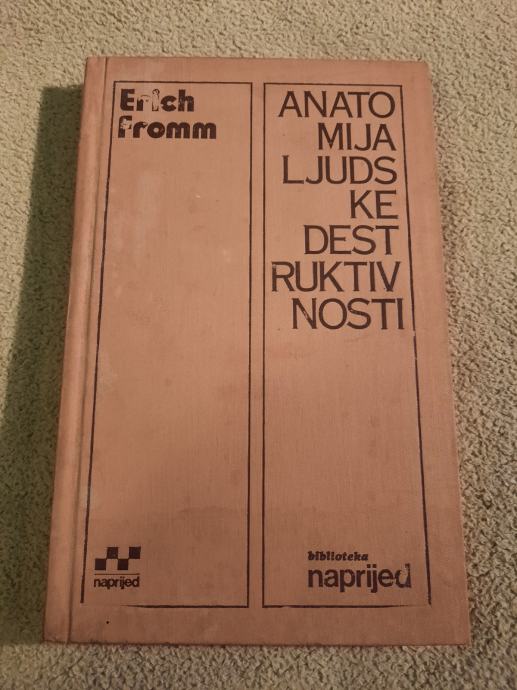 Erich
Fromm
ANATO
MIJA
LJUDS
KE
DEST
RUKTIV
NOSTI
naprijed
biblioteka
naprijed